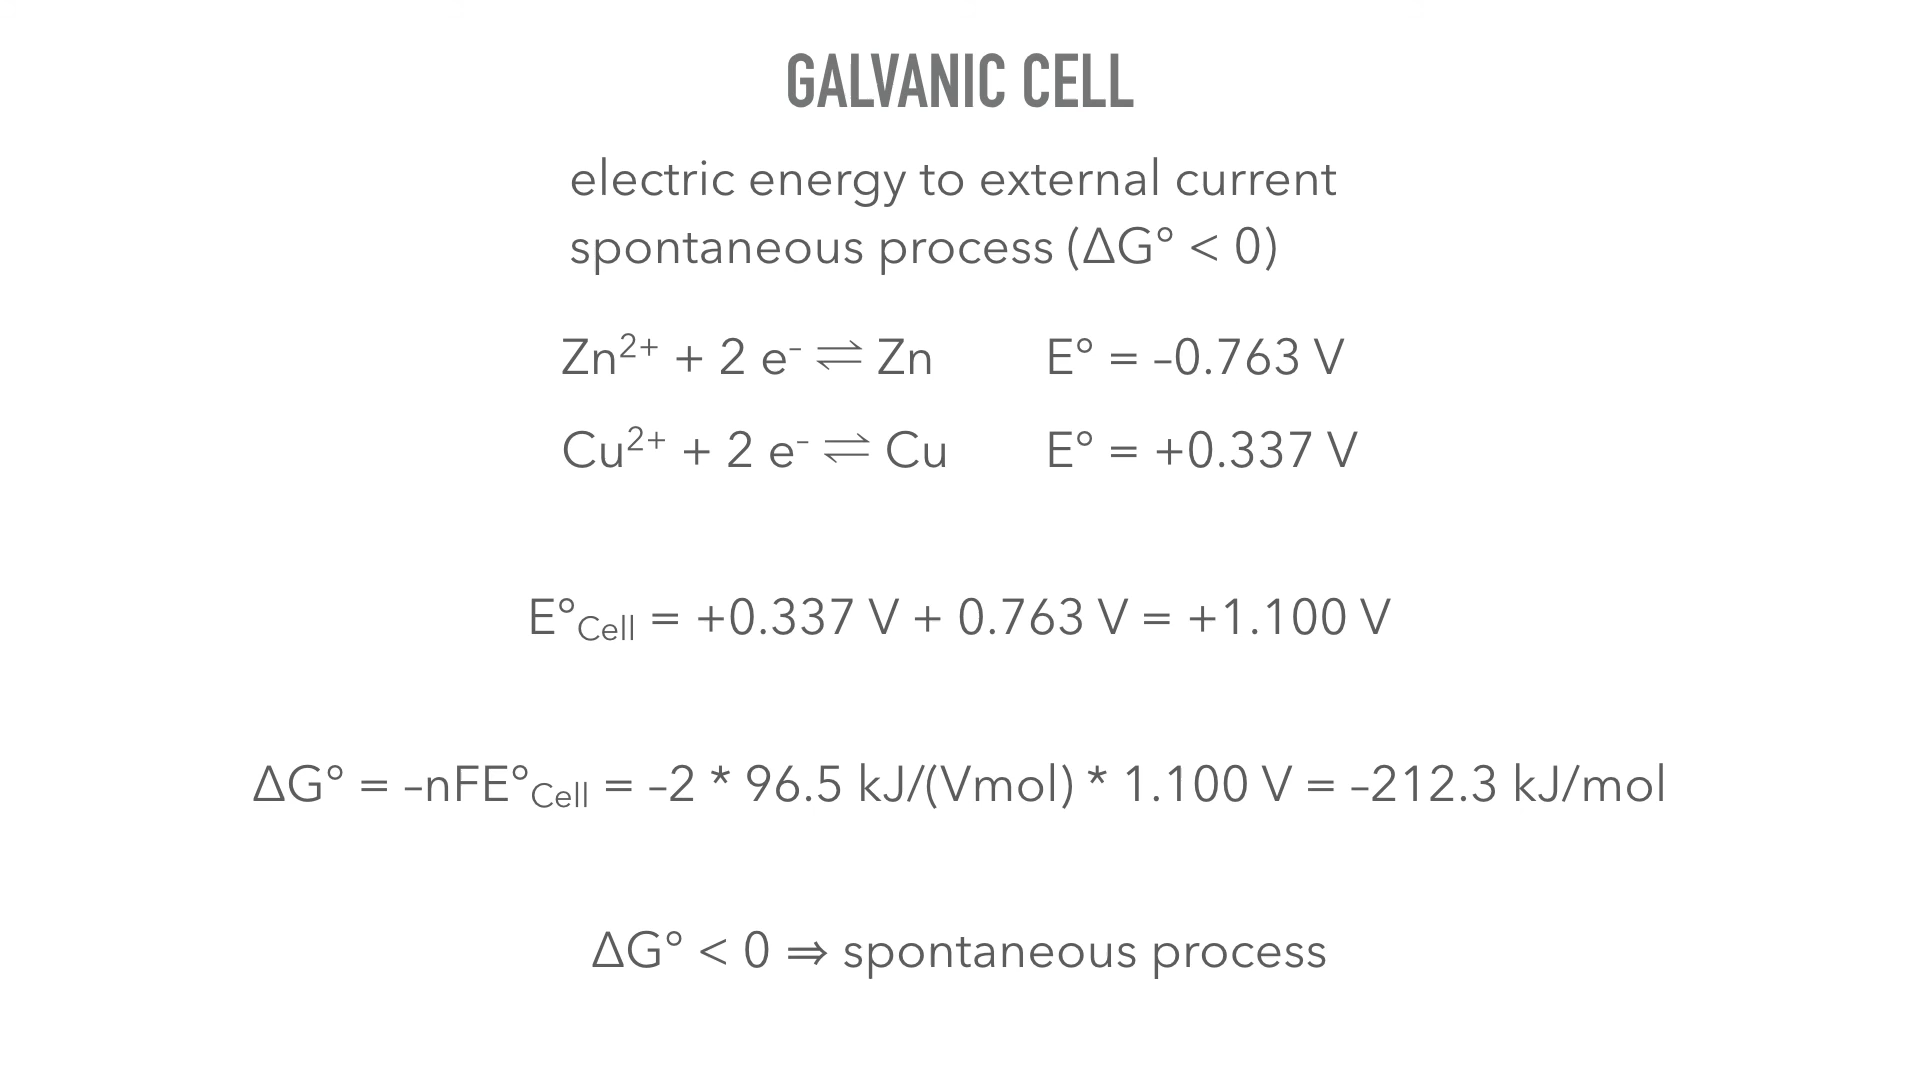 GALVANIC CELL
electric energy to external current
spontaneous process (ΔG° < 0)
Zn²⁺ + 2 e⁻ ⇌ Zn E° = –0.763 V
Cu²⁺ + 2 e⁻ ⇌ Cu E° = +0.337 V
E°Cell = +0.337 V + 0.763 V = +1.100 V
ΔG° = –nFE°Cell = –2 * 96.5 kJ/(Vmol) * 1.100 V = –212.3 kJ/mol
ΔG° < 0 ⇒ spontaneous process